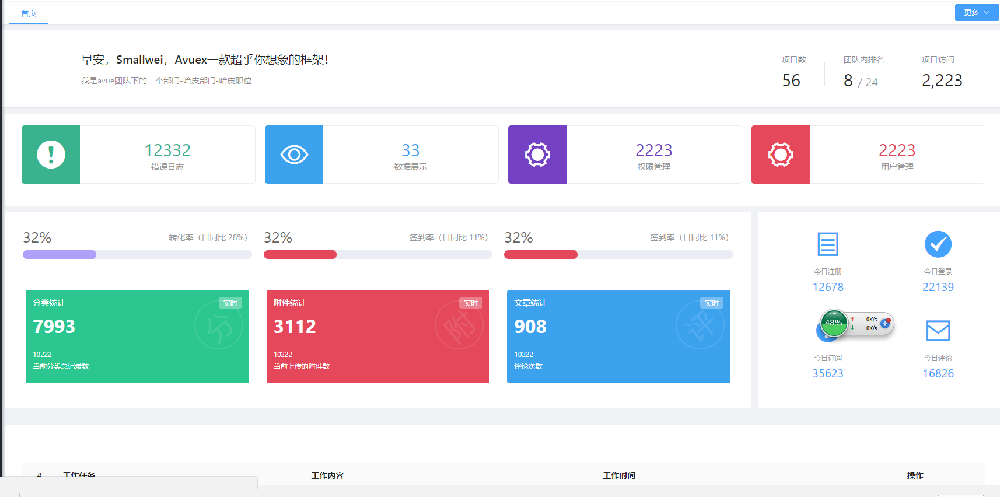 首页
更多
早安，Smallwei，Avuex一款超乎你想象的框架！
我是avue团队下的一个部门-哈皮部门-哈皮职位
项目数
56
团队内排名
8 / 24
项目访问
2,223
12332
错误日志
33
数据展示
2223
权限管理
2223
用户管理
32%
转化率（日同比 28%）
32%
签到率（日同比 11%）
32%
签到率（日同比 11%）
分类统计
实时
7993
分
10222
当前分类总记录数
附件统计
实时
3112
附
10222
当前上传的附件数
文章统计
实时
908
评
10222
评论次数
今日注册
12678
今日登录
22139
48%
0K/s
0K/s
今日订阅
35623
今日评论
16826
# 工作任务 工作内容 工作时间 操作